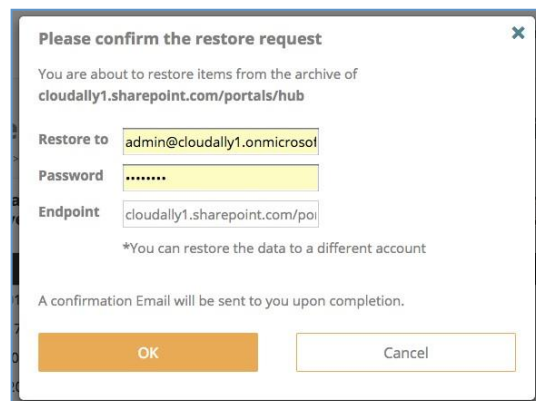 Please confirm the restore request
You are about to restore items from the archive of
cloudally1.sharepoint.com/portals/hub
Restore to admin@cloudally1.onmicrosof
Password ••••••••
Endpoint cloudally1.sharepoint.com/po
*You can restore the data to a different account
A confirmation Email will be sent to you upon completion.
OK Cancel